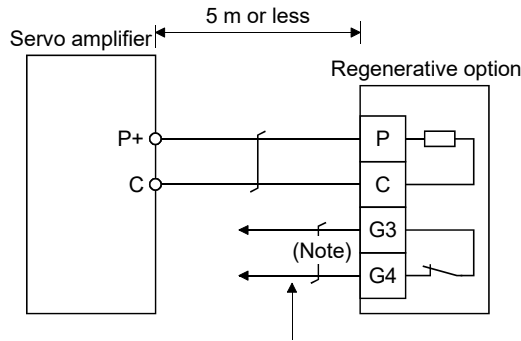 5 m or less
Servo amplifier
Regenerative option
P+
P
C
C
G3
(Note)
G4